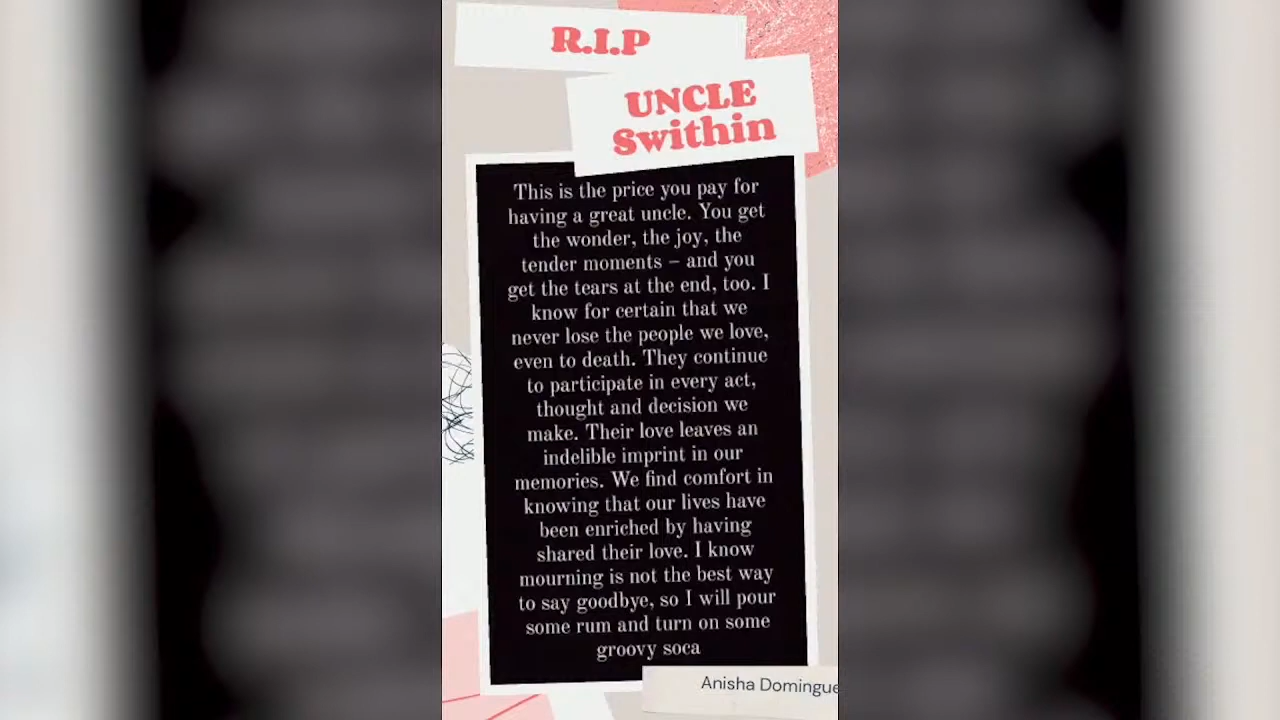 R.I.P
UNCLE
Swithin
This is the price you pay for
having a great uncle. You get
the wonder, the joy, the
tender moments – and you
get the tears at the end, too. I
know for certain that we
never lose the people we love,
even to death. They continue
to participate in every act,
thought and decision we
make. Their love leaves an
indelible imprint in our
memories. We find comfort in
knowing that our lives have
been enriched by having
shared their love. I know
mourning is not the best way
to say goodbye, so I will pour
some rum and turn on some
groovy soca
Anisha Domingue